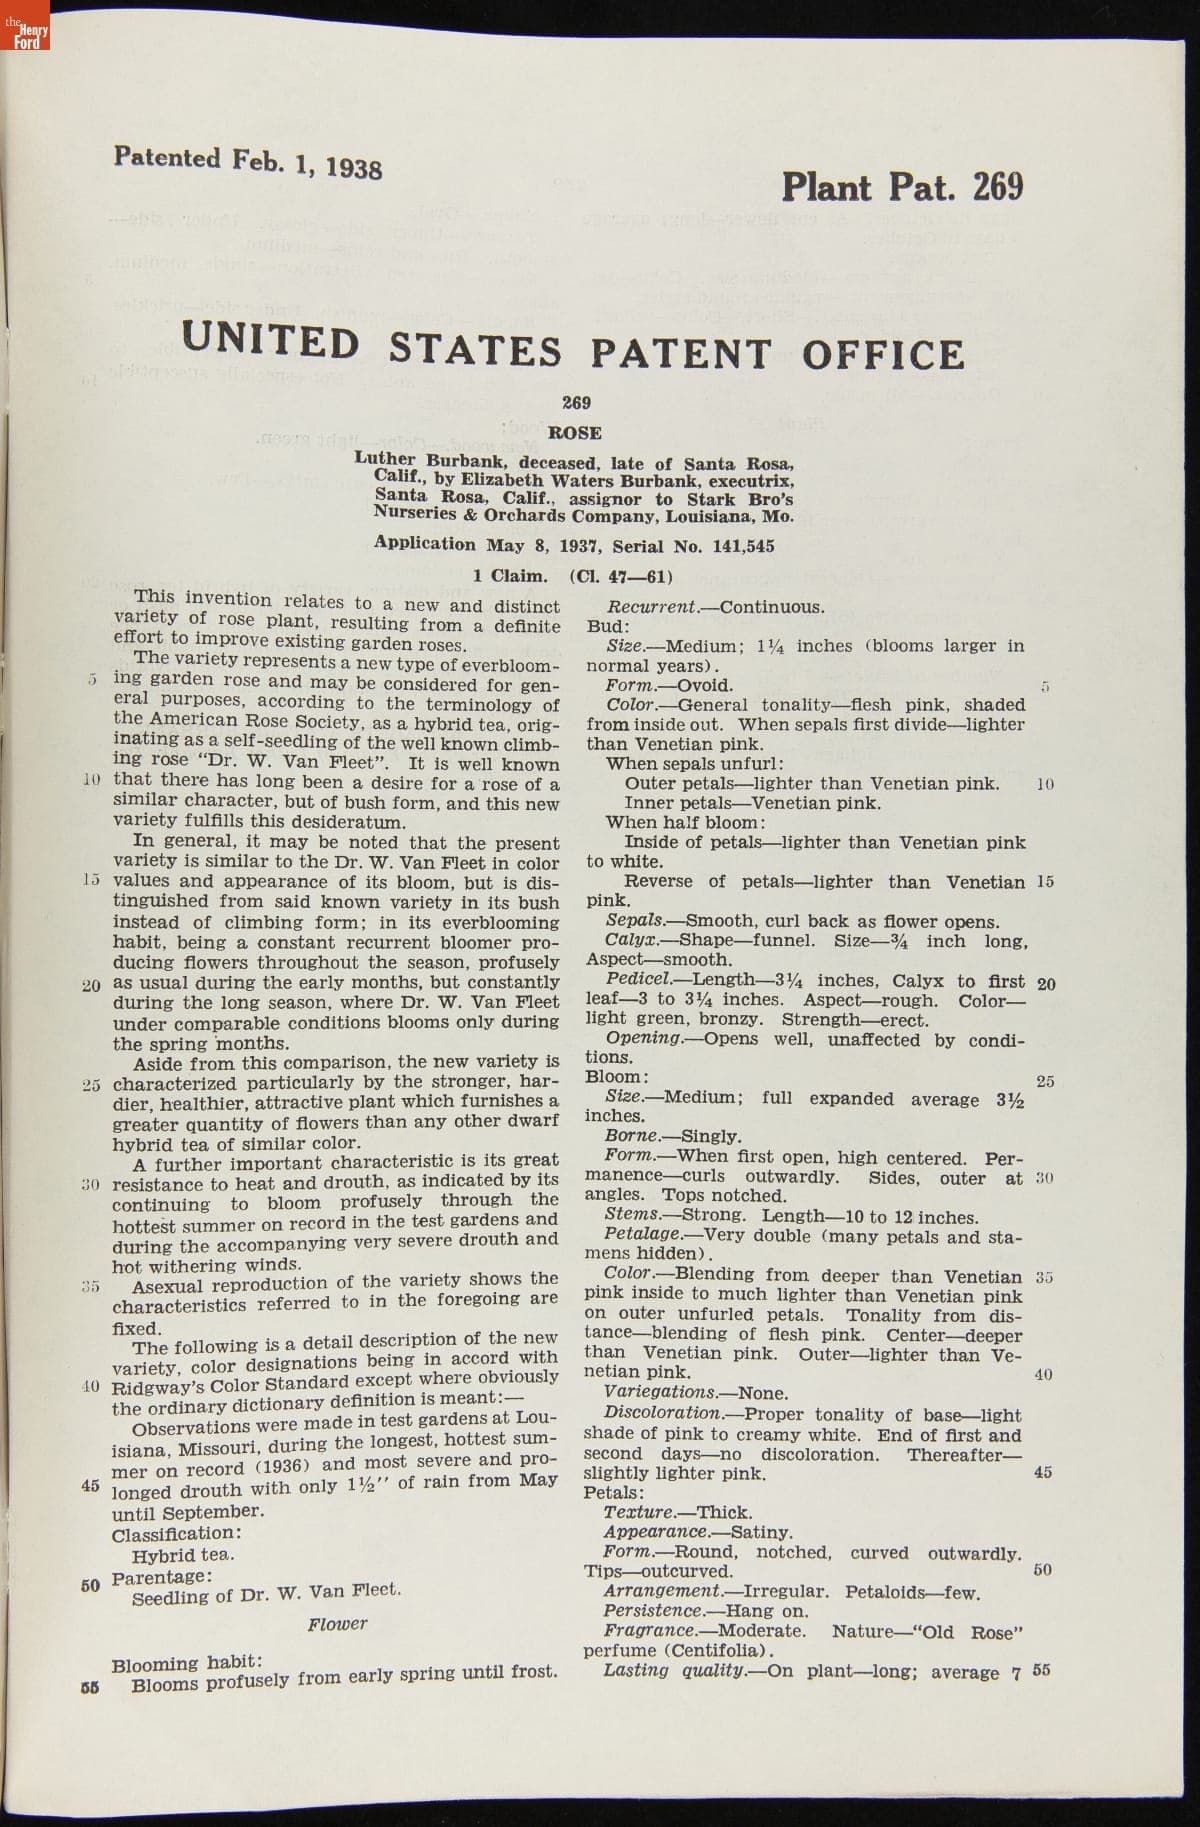 the
Henry
Ford
Patented Feb. 1, 1938
Plant Pat. 269
UNITED STATES PATENT OFFICE
269
ROSE
Luther Burbank, deceased, late of Santa Rosa,
Calif., by Elizabeth Waters Burbank, executrix,
Santa Rosa, Calif., assignor to Stark Bro's
Nurseries & Orchards Company, Louisiana, Mo.
Application May 8, 1937, Serial No. 141,545
1 Claim. (Cl. 47—61)
This invention relates to a new and distinct
variety of rose plant, resulting from a definite
effort to improve existing garden roses.
The variety represents a new type of everbloom-
5 ing garden rose and may be considered for gen-
eral purposes, according to the terminology of
the American Rose Society, as a hybrid tea, orig-
inating as a self-seedling of the well known climb-
ing rose "Dr. W. Van Fleet". It is well known
10 that there has long been a desire for a rose of a
similar character, but of bush form, and this new
variety fulfills this desideratum.
In general, it may be noted that the present
variety is similar to the Dr. W. Van Fleet in color
15 values and appearance of its bloom, but is dis-
tinguished from said known variety in its bush
instead of climbing form; in its everblooming
habit, being a constant recurrent bloomer pro-
ducing flowers throughout the season, profusely
20 as usual during the early months, but constantly
during the long season, where Dr. W. Van Fleet
under comparable conditions blooms only during
the spring months.
Aside from this comparison, the new variety is
25 characterized particularly by the stronger, har-
dier, healthier, attractive plant which furnishes a
greater quantity of flowers than any other dwarf
hybrid tea of similar color.
A further important characteristic is its great
30 resistance to heat and drouth, as indicated by its
continuing to bloom profusely through the
hottest summer on record in the test gardens and
during the accompanying very severe drouth and
hot withering winds.
35 Asexual reproduction of the variety shows the
characteristics referred to in the foregoing are
fixed.
The following is a detail description of the new
variety, color designations being in accord with
40 Ridgway's Color Standard except where obviously
the ordinary dictionary definition is meant:—
Observations were made in test gardens at Lou-
isiana, Missouri, during the longest, hottest sum-
mer on record (1936) and most severe and pro-
45 longed drouth with only 1½'' of rain from May
until September.
Classification:
Hybrid tea.
50 Parentage:
Seedling of Dr. W. Van Fleet.
Flower
Blooming habit:
55 Blooms profusely from early spring until frost.
Recurrent.—Continuous.
Bud:
Size.—Medium; 1¼ inches (blooms larger in
normal years).
Form.—Ovoid. 5
Color.—General tonality—flesh pink, shaded
from inside out. When sepals first divide—lighter
than Venetian pink.
When sepals unfurl:
Outer petals—lighter than Venetian pink. 10
Inner petals—Venetian pink.
When half bloom:
Inside of petals—lighter than Venetian pink
to white.
Reverse of petals—lighter than Venetian 15
pink.
Sepals.—Smooth, curl back as flower opens.
Calyx.—Shape—funnel. Size—¾ inch long,
Aspect—smooth.
Pedicel.—Length—3¼ inches, Calyx to first 20
leaf—3 to 3¼ inches. Aspect—rough. Color—
light green, bronzy. Strength—erect.
Opening.—Opens well, unaffected by condi-
tions.
Bloom: 25
Size.—Medium; full expanded average 3½
inches.
Borne.—Singly.
Form.—When first open, high centered. Per-
manence—curls outwardly. Sides, outer at 30
angles. Tops notched.
Stems.—Strong. Length—10 to 12 inches.
Petalage.—Very double (many petals and sta-
mens hidden).
Color.—Blending from deeper than Venetian 35
pink inside to much lighter than Venetian pink
on outer unfurled petals. Tonality from dis-
tance—blending of flesh pink. Center—deeper
than Venetian pink. Outer—lighter than Ve-
netian pink. 40
Variegations.—None.
Discoloration.—Proper tonality of base—light
shade of pink to creamy white. End of first and
second days—no discoloration. Thereafter—
slightly lighter pink. 45
Petals:
Texture.—Thick.
Appearance.—Satiny.
Form.—Round, notched, curved outwardly.
Tips—outcurved. 50
Arrangement.—Irregular. Petaloids—few.
Persistence.—Hang on.
Fragrance.—Moderate. Nature—"Old Rose"
perfume (Centifolia).
Lasting quality.—On plant—long; average 7 55